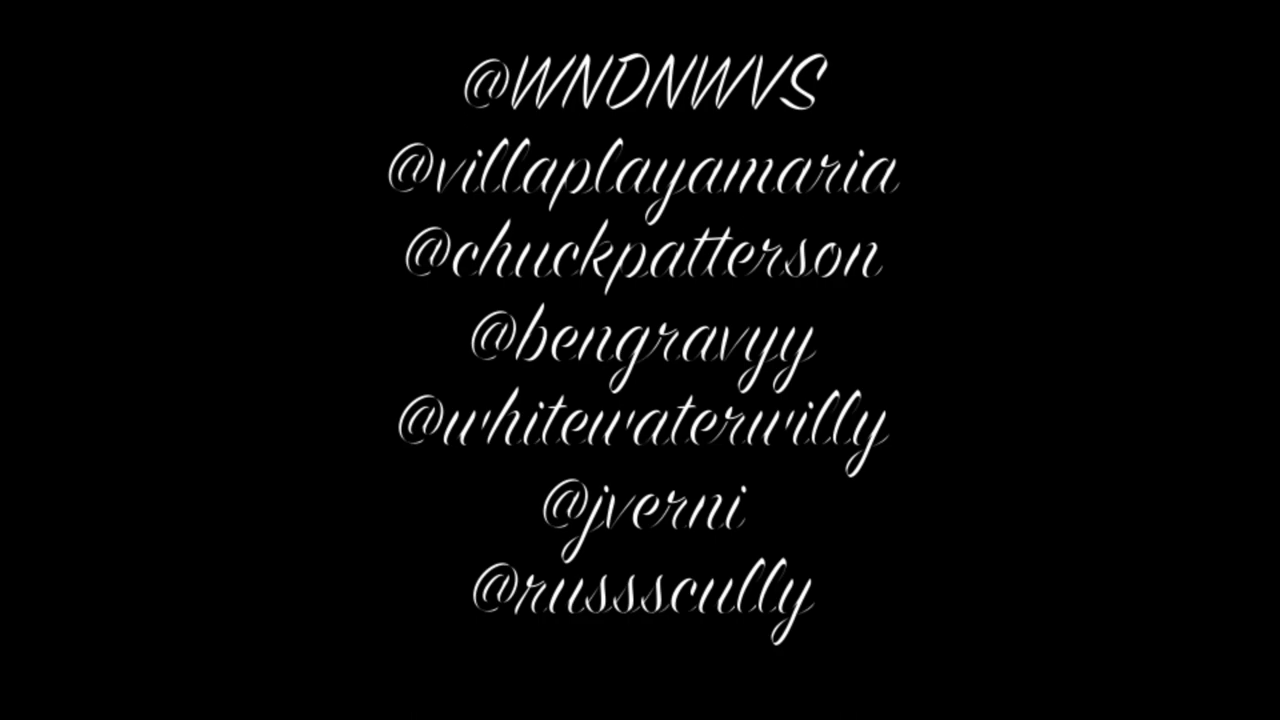 @WNDNWVS
@villaplayamaria
@chuckpatterson
@bengravyy
@whitewaterwilly
@jverni
@russscully